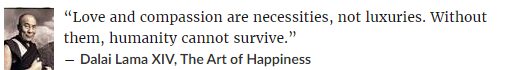 “Love and compassion are necessities, not luxuries. Without
them, humanity cannot survive.”
― Dalai Lama XIV, The Art of Happiness